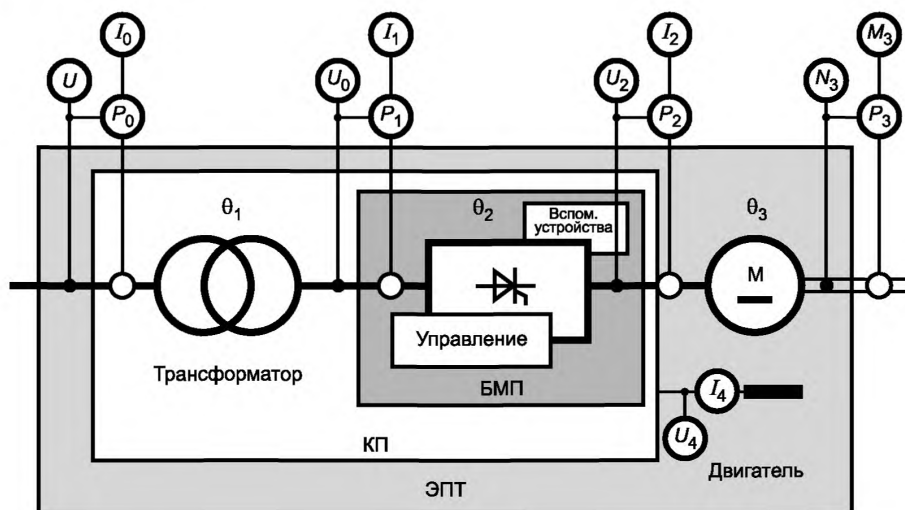 I₀
I₁
I₂
M₃
U
U₀
U₂
N₃
P₀
P₁
P₂
P₃
θ₁
θ₂
θ₃
Вспом.
устройства
М
Управление
Трансформатор
БМП
I₄
U₄
КП
Двигатель
ЭПТ